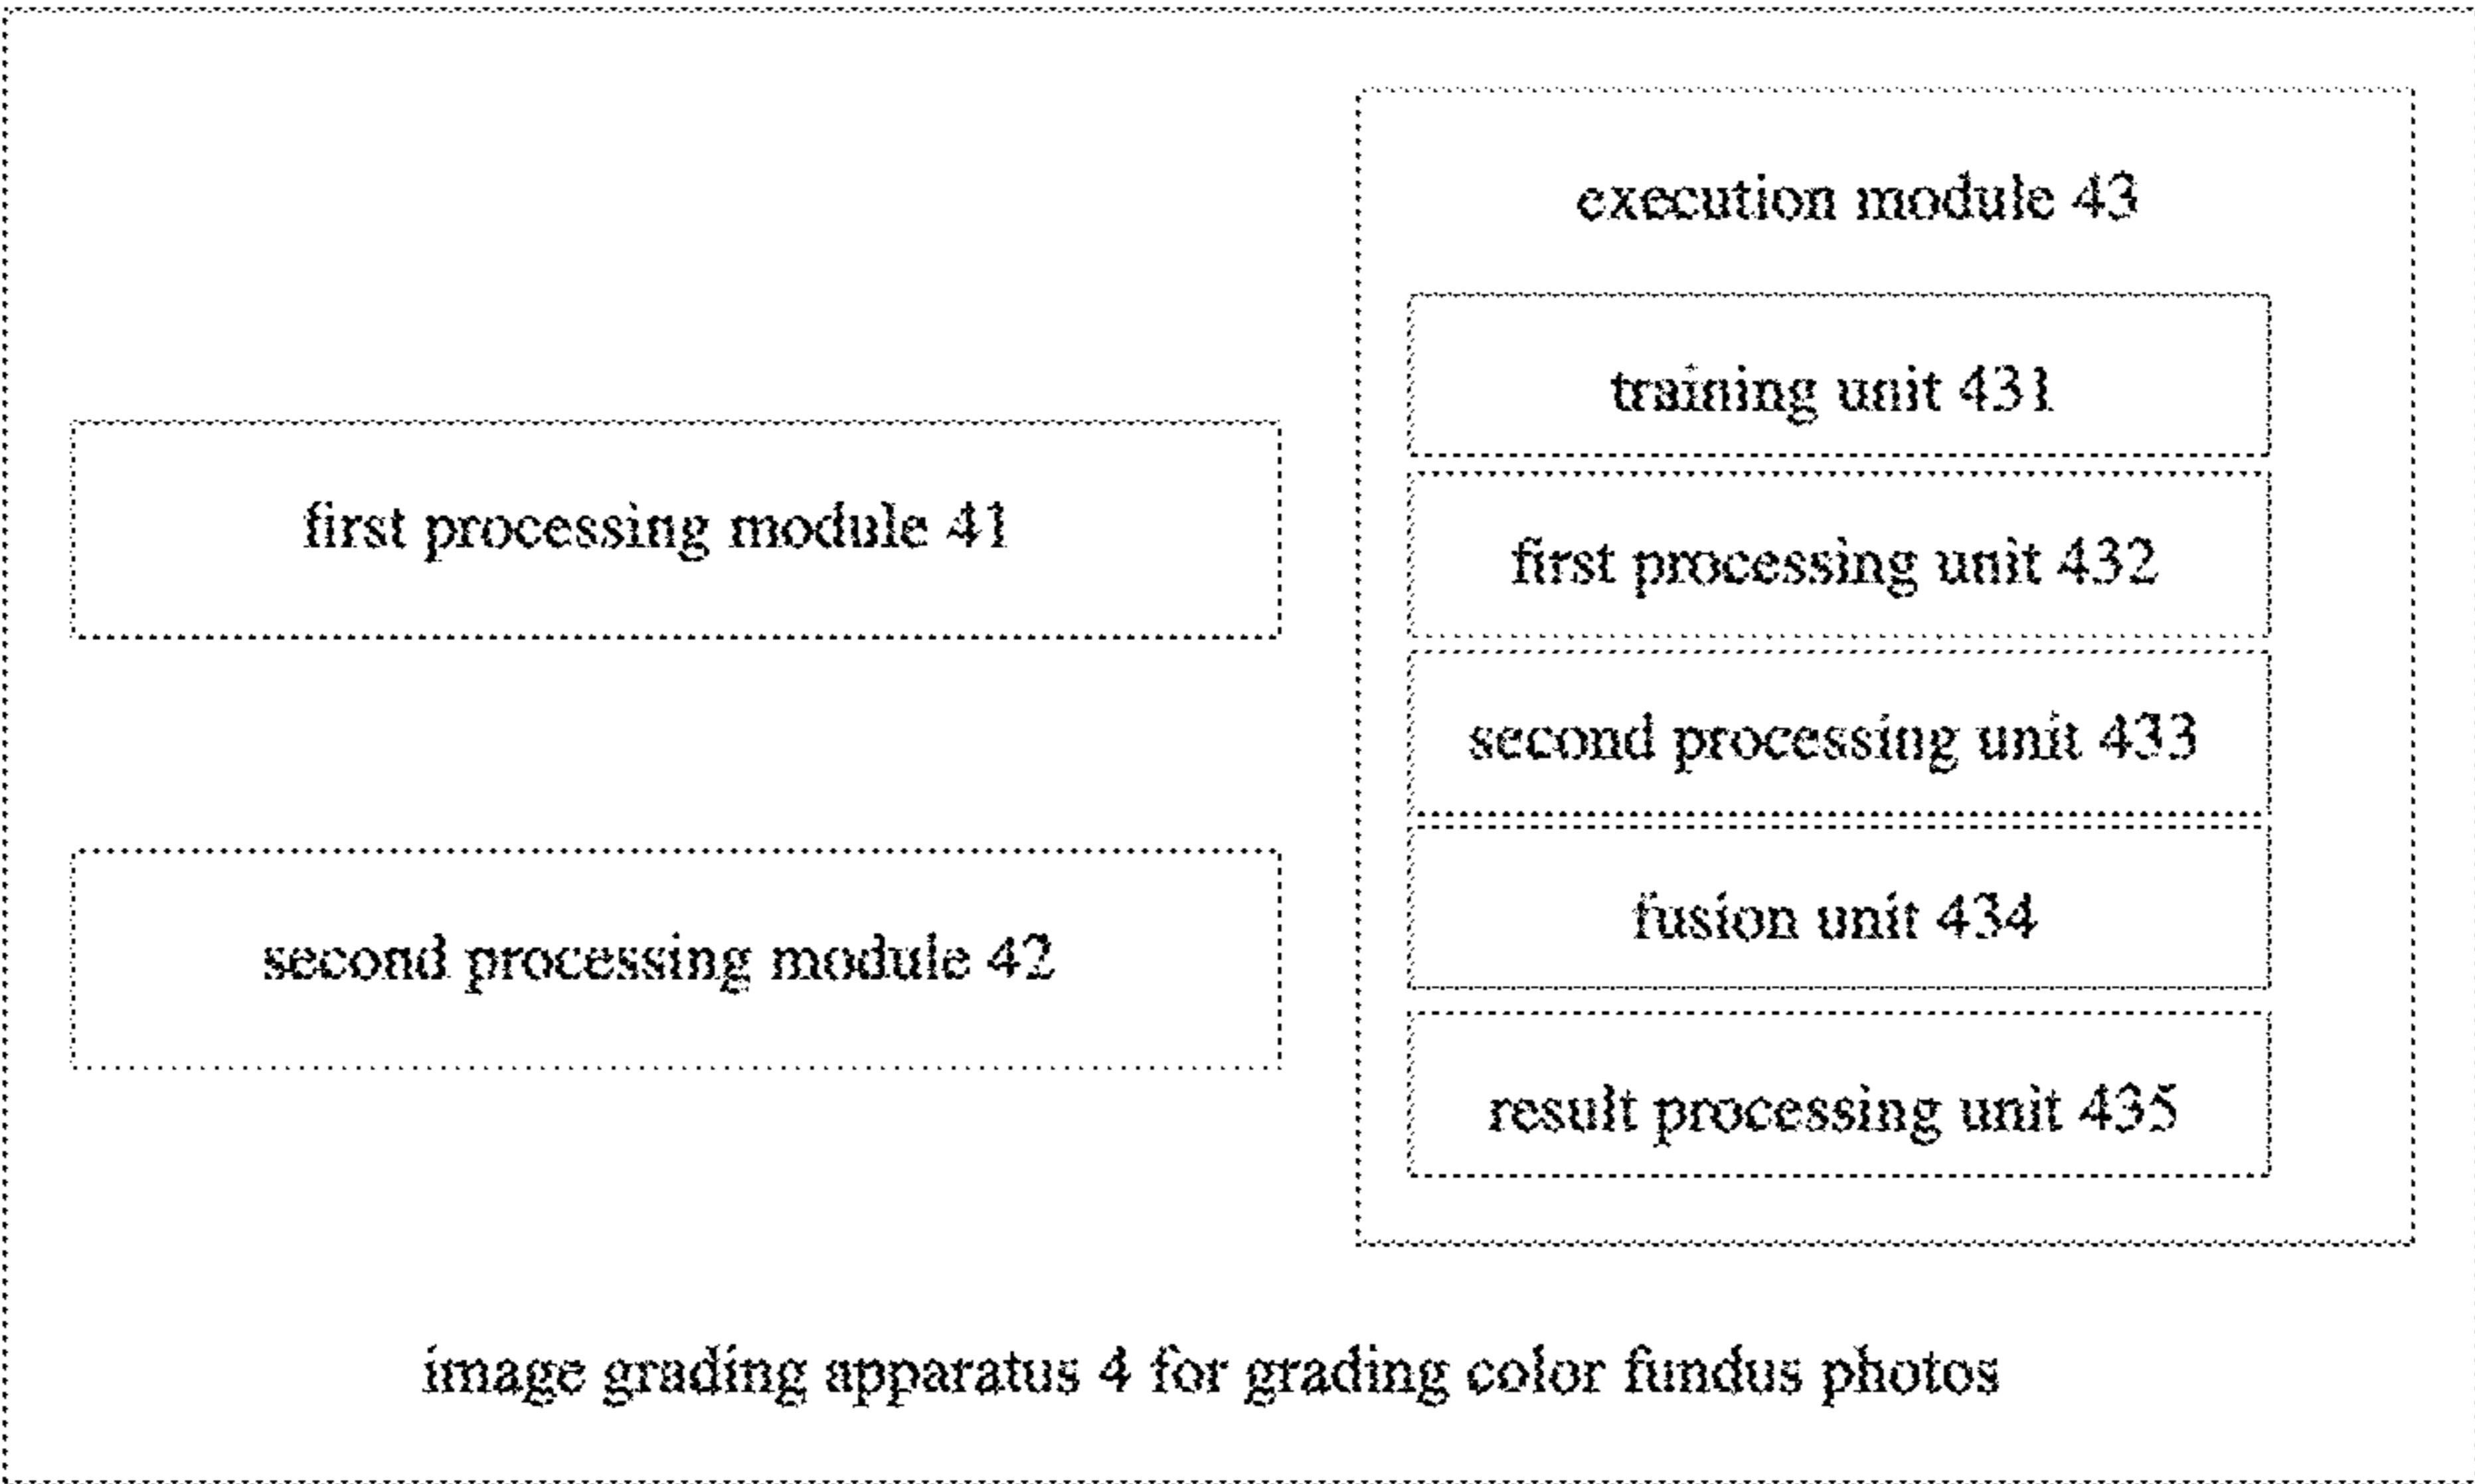 execution module 43
training unit 431
first processing module 41
first processing unit 432
second processing unit 433
fusion unit 434
second processing module 42
result processing unit 435
image grading apparatus 4 for grading color fundus photos